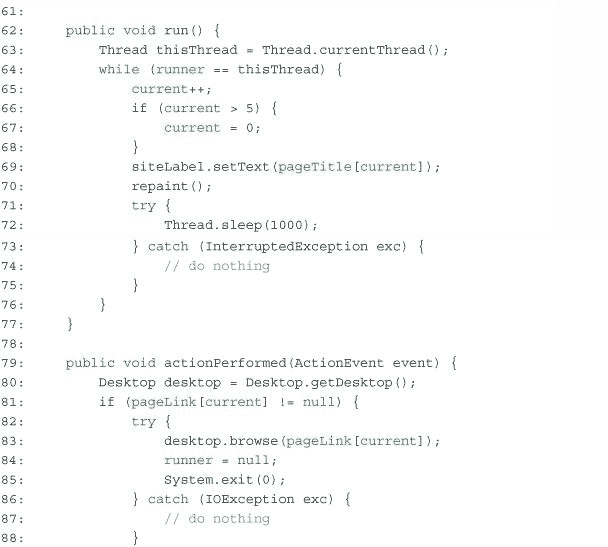 61:
62:     public void run() {
63:         Thread thisThread = Thread.currentThread();
64:         while (runner == thisThread) {
65:             current++;
66:             if (current > 5) {
67:                 current = 0;
68:             }
69:             siteLabel.setText(pageTitle[current]);
70:             repaint();
71:             try {
72:                 Thread.sleep(1000);
73:             } catch (InterruptedException exc) {
74:                 // do nothing
75:             }
76:         }
77:     }
78:
79:     public void actionPerformed(ActionEvent event) {
80:         Desktop desktop = Desktop.getDesktop();
81:         if (pageLink[current] != null) {
82:             try {
83:                 desktop.browse(pageLink[current]);
84:                 runner = null;
85:                 System.exit(0);
86:             } catch (IOException exc) {
87:                 // do nothing
88:             }